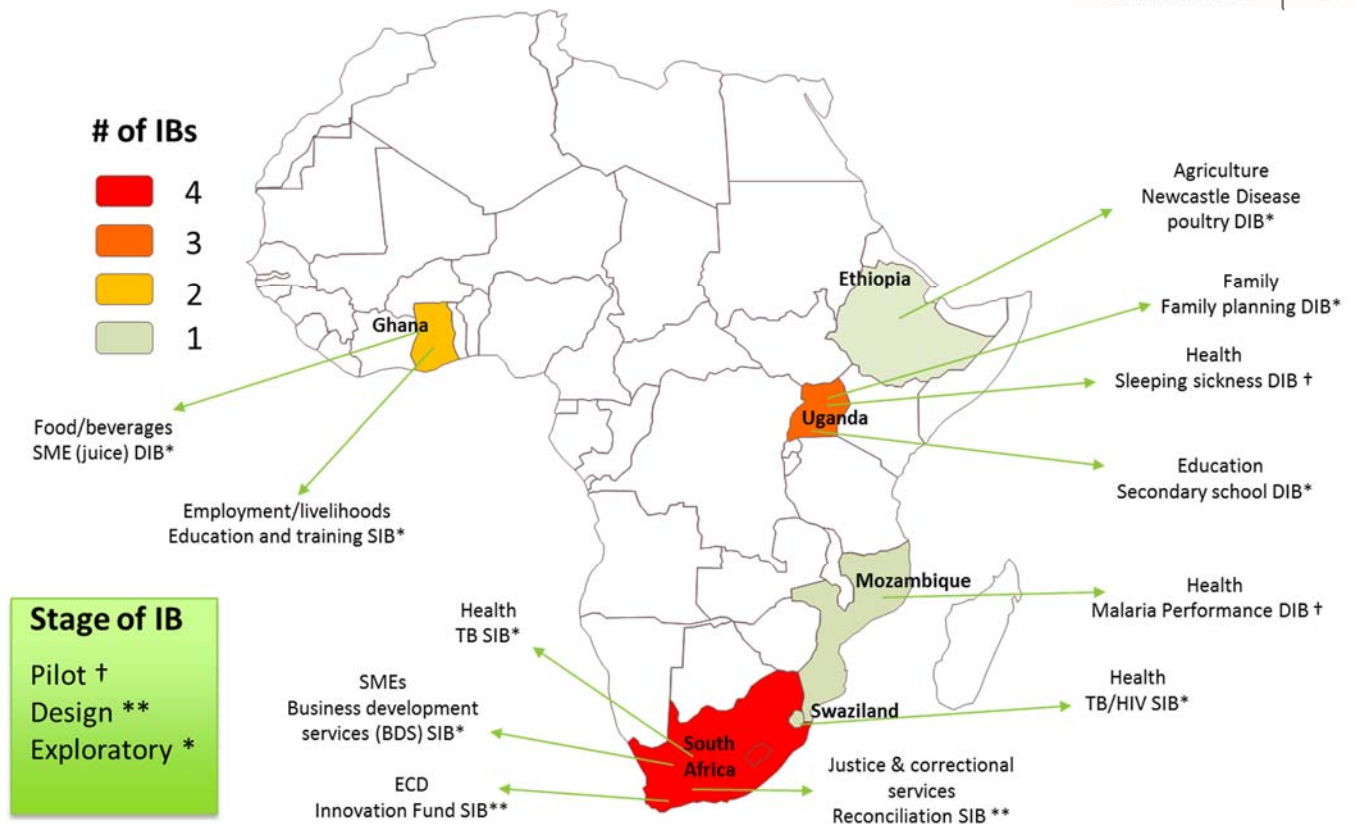 # of IBs
4
3
2
1
Ethiopia
Ghana
Uganda
Mozambique
Swaziland
South
Africa
Agriculture
Newcastle Disease
poultry DIB*
Family
Family planning DIB*
Health
Sleeping sickness DIB †
Education
Secondary school DIB*
Food/beverages
SME (juice) DIB*
Employment/livelihoods
Education and training SIB*
Health
Malaria Performance DIB †
Health
TB/HIV SIB*
Health
TB SIB*
SMEs
Business development
services (BDS) SIB*
ECD
Innovation Fund SIB**
Justice & correctional
services
Reconciliation SIB **
Stage of IB
Pilot †
Design **
Exploratory *